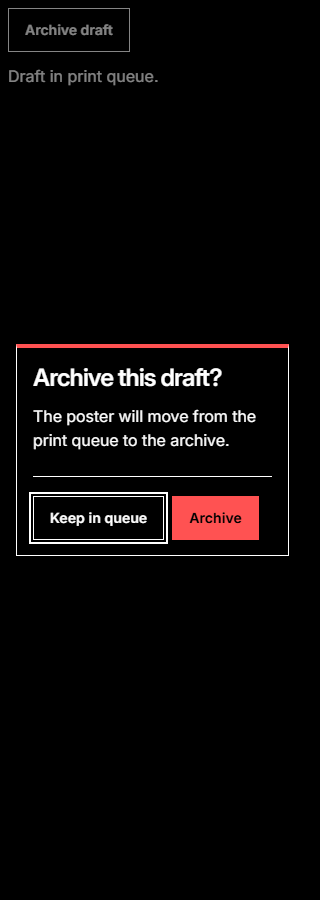 Archive draft
Draft in print queue.
Archive this draft?
The poster will move from the
print queue to the archive.
Keep in queue
Archive